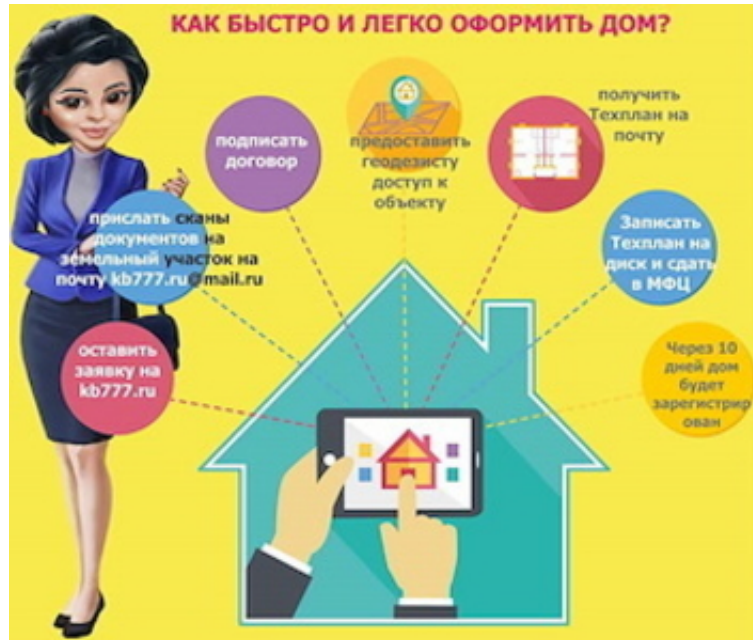 КАК БЫСТРО И ЛЕГКО ОФОРМИТЬ ДОМ?
оставить
заявку на
kb777.ru
прислать сканы
документов на
земельный участок на
почту kb777.ru@mail.ru
подписать
договор
предоставить
геодезисту
доступ к
объекту
получить
Техплан на
почту
Записать
Техплан на
диск и сдать
в МФЦ
Через 10
дней дом
будет
зарегистрир
ован